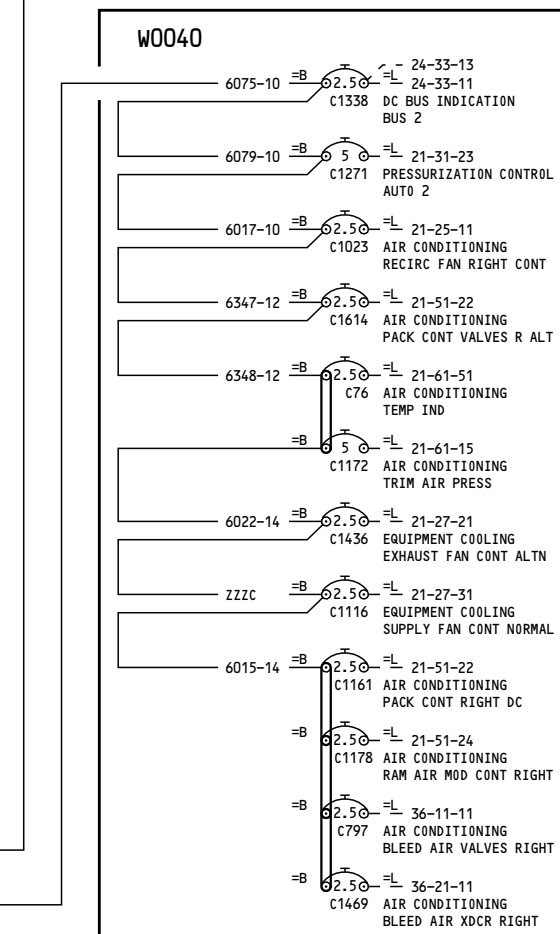 W0040
24-33-13
6075-10 =B 2.5 =L 24-33-11
C1338 DC BUS INDICATION
BUS 2
6079-10 =B 5 =L 21-31-23
C1271 PRESSURIZATION CONTROL
AUTO 2
6017-10 =B 2.5 =L 21-25-11
C1023 AIR CONDITIONING
RECIRC FAN RIGHT CONT
6347-12 =B 2.5 =L 21-51-22
C1614 AIR CONDITIONING
PACK CONT VALVES R ALT
6348-12 =B 2.5 =L 21-61-51
C76 AIR CONDITIONING
TEMP IND
=B 5 =L 21-61-15
C1172 AIR CONDITIONING
TRIM AIR PRESS
6022-14 =B 2.5 =L 21-27-21
C1436 EQUIPMENT COOLING
EXHAUST FAN CONT ALTN
ZZZC =B 2.5 =L 21-27-31
C1116 EQUIPMENT COOLING
SUPPLY FAN CONT NORMAL
6015-14 =B 2.5 =L 21-51-22
C1161 AIR CONDITIONING
PACK CONT RIGHT DC
=B 2.5 =L 21-51-24
C1178 AIR CONDITIONING
RAM AIR MOD CONT RIGHT
=B 2.5 =L 36-11-11
C797 AIR CONDITIONING
BLEED AIR VALVES RIGHT
=B 2.5 =L 36-21-11
C1469 AIR CONDITIONING
BLEED AIR XDCR RIGHT